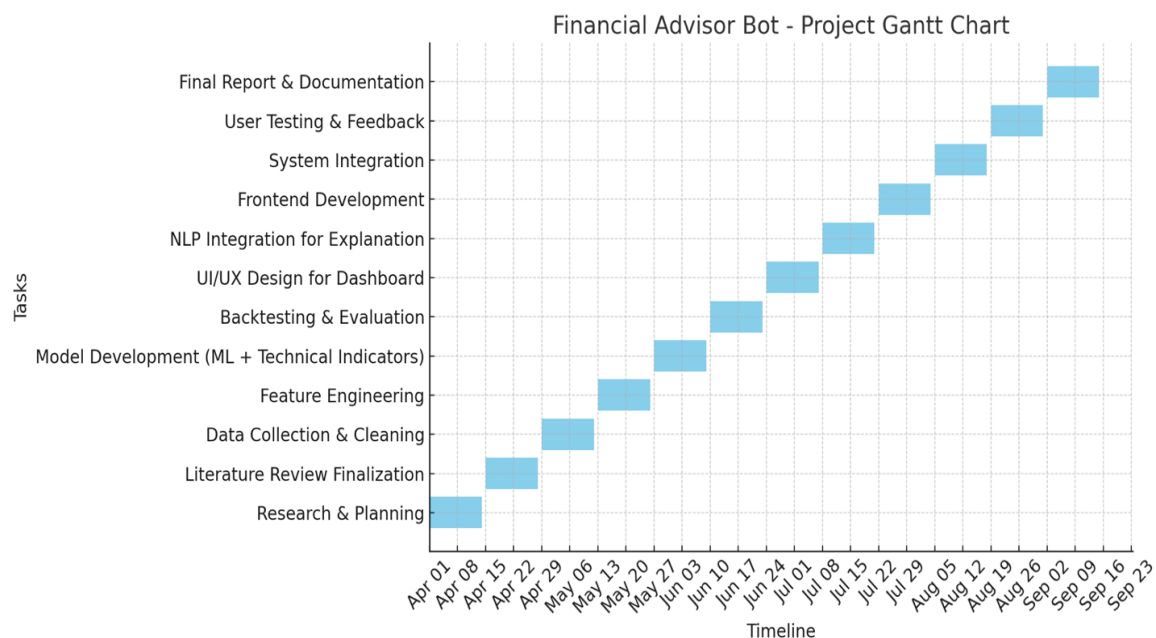 Financial Advisor Bot - Project Gantt Chart
Tasks
Final Report & Documentation
User Testing & Feedback
System Integration
Frontend Development
NLP Integration for Explanation
UI/UX Design for Dashboard
Backtesting & Evaluation
Model Development (ML + Technical Indicators)
Feature Engineering
Data Collection & Cleaning
Literature Review Finalization
Research & Planning
Apr 01
Apr 08
Apr 15
Apr 22
Apr 29
May 06
May 13
May 20
May 27
Jun 03
Jun 10
Jun 17
Jun 24
Jul 01
Jul 08
Jul 15
Jul 22
Jul 29
Aug 05
Aug 12
Aug 19
Aug 26
Sep 02
Sep 09
Sep 16
Sep 23
Timeline